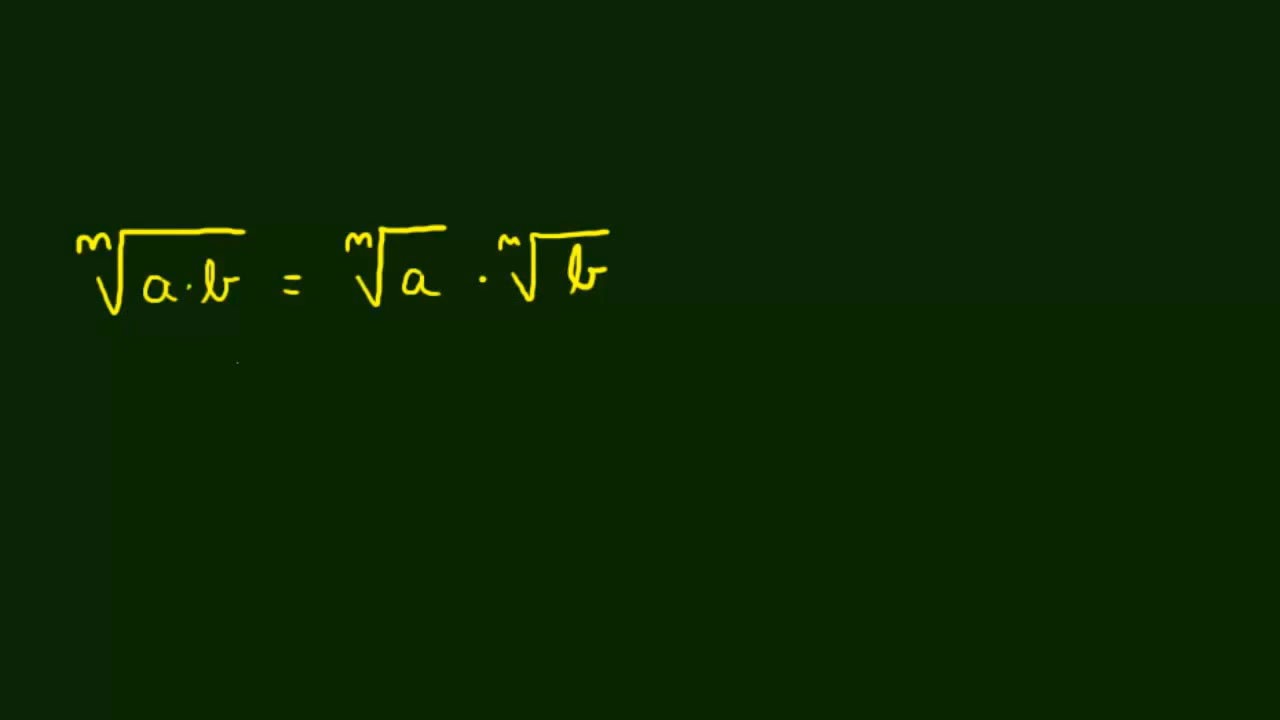 ⁿ√(a·b) = ⁿ√a · ⁿ√b